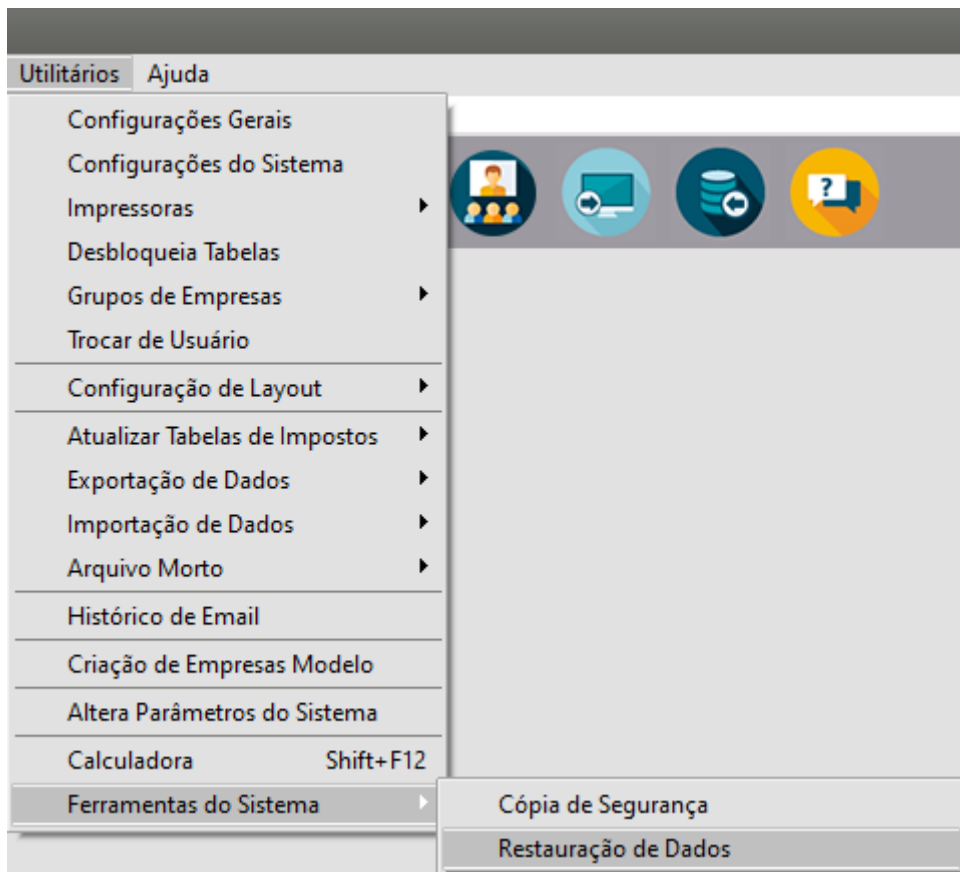 Utilitários Ajuda
Configurações Gerais
Configurações do Sistema
Impressoras
Desbloqueia Tabelas
Grupos de Empresas
Trocar de Usuário
Configuração de Layout
Atualizar Tabelas de Impostos
Exportação de Dados
Importação de Dados
Arquivo Morto
Histórico de Email
Criação de Empresas Modelo
Altera Parâmetros do Sistema
Calculadora Shift+F12
Ferramentas do Sistema
Cópia de Segurança
Restauração de Dados